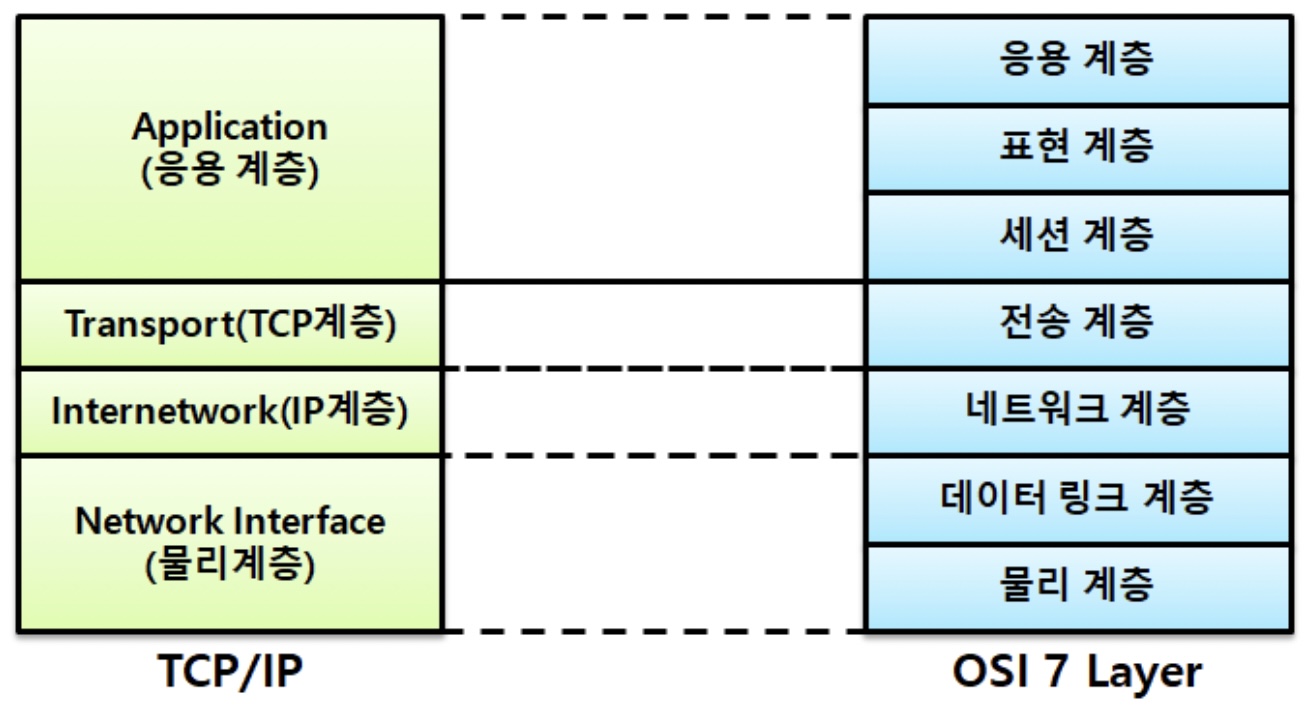 Application
(응용 계층)
Transport(TCP계층)
Internetwork(IP계층)
Network Interface
(물리계층)
TCP/IP
응용 계층
표현 계층
세션 계층
전송 계층
네트워크 계층
데이터 링크 계층
물리 계층
OSI 7 Layer